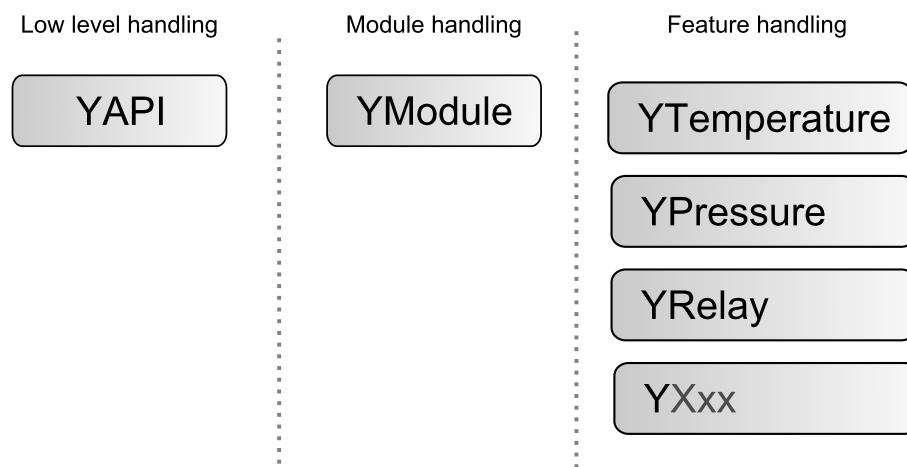 Low level handling
Module handling
Feature handling
YAPI
YModule
YTemperature
YPressure
YRelay
YXxx